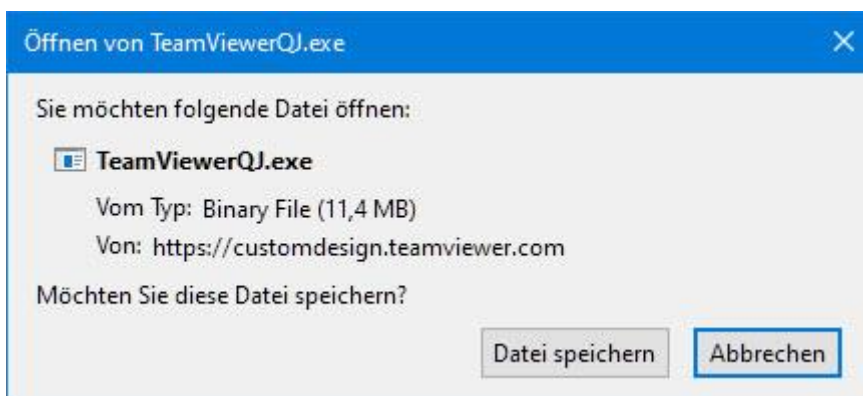 Öffnen von TeamViewerQJ.exe
Sie möchten folgende Datei öffnen:
TeamViewerQJ.exe
Vom Typ: Binary File (11,4 MB)
Von: https://customdesign.teamviewer.com
Möchten Sie diese Datei speichern?
Datei speichern Abbrechen